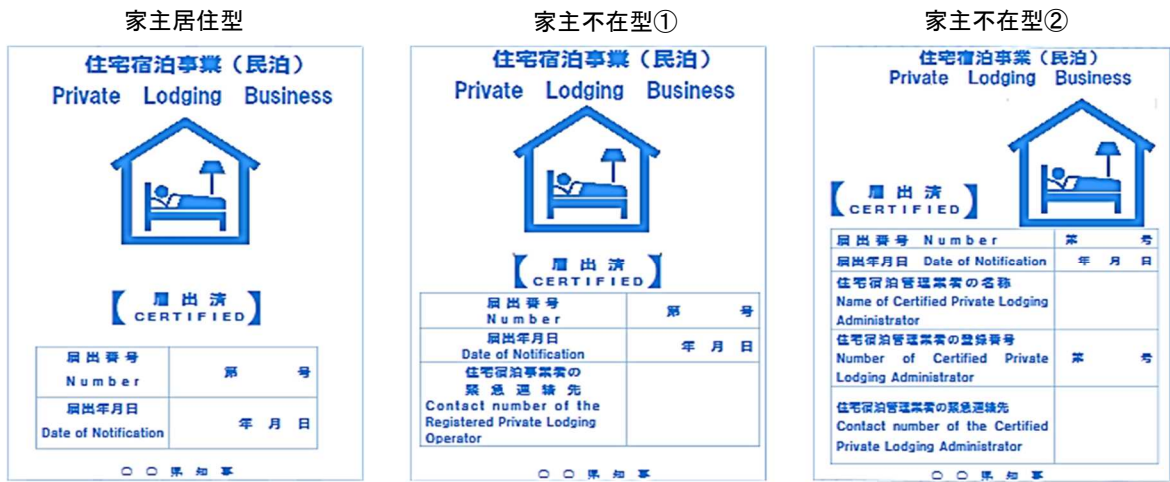 家主居住型
住宅宿泊事業（民泊）
Private Lodging Business
【届出済
CERTIFIED】
届出番号
Number
第 号
届出年月日
Date of Notification
年 月 日
○○県知事
家主不在型①
住宅宿泊事業（民泊）
Private Lodging Business
【届出済
CERTIFIED】
届出番号
Number
第 号
届出年月日
Date of Notification
年 月 日
住宅宿泊事業者の
緊急連絡先
Contact number of the
Registered Private Lodging
Operator
○○県知事
家主不在型②
住宅宿泊事業（民泊）
Private Lodging Business
【届出済
CERTIFIED】
届出番号 Number
第 号
届出年月日 Date of Notification
年 月 日
住宅宿泊管理業者の名称
Name of Certified Private Lodging
Administrator
住宅宿泊管理業者の登録番号
Number of Certified Private
Lodging Administrator
第 号
住宅宿泊管理業者の緊急連絡先
Contact number of the Certified
Private Lodging Administrator
○○県知事